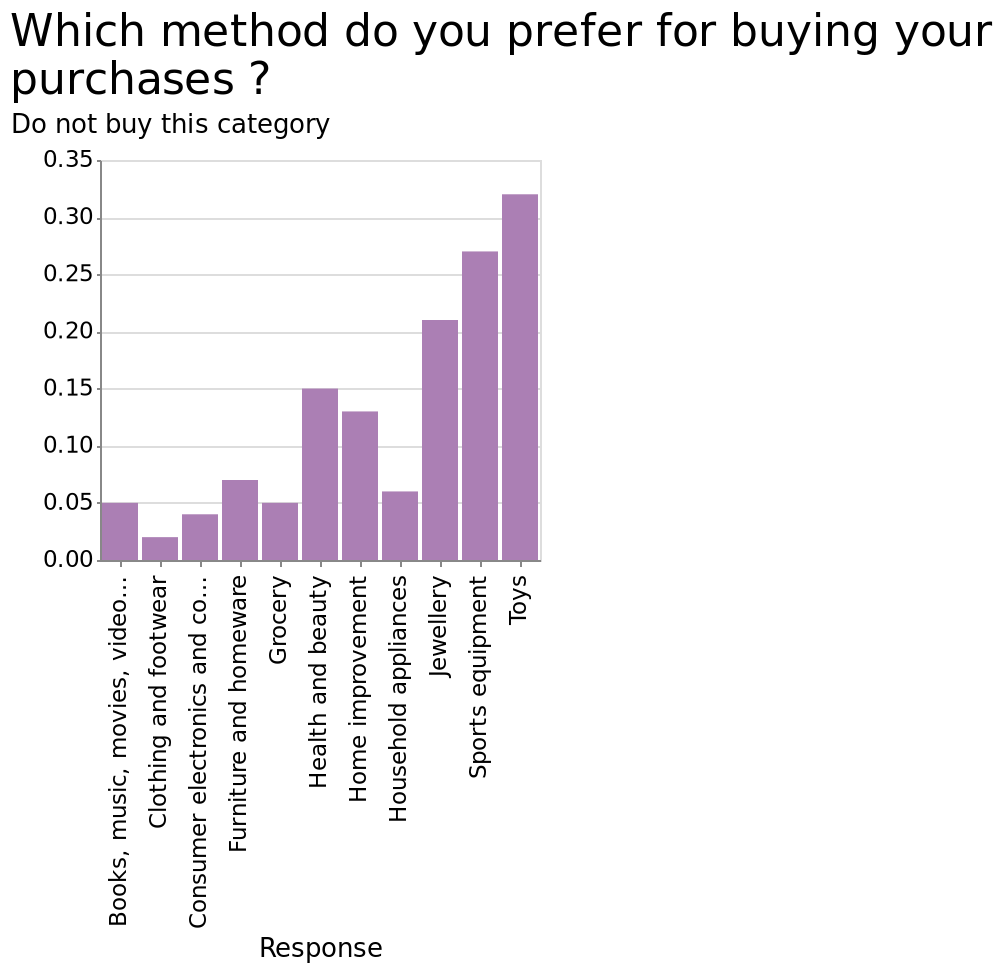 Which method do you prefer for buying your
purchases ?
Do not buy this category
0.35
0.30
0.25
0.20
0.15
0.10
0.05
0.00
Books, music, movies, video…
Clothing and footwear
Consumer electronics and co…
Furniture and homeware
Grocery
Health and beauty
Home improvement
Household appliances
Jewellery
Sports equipment
Toys
Response